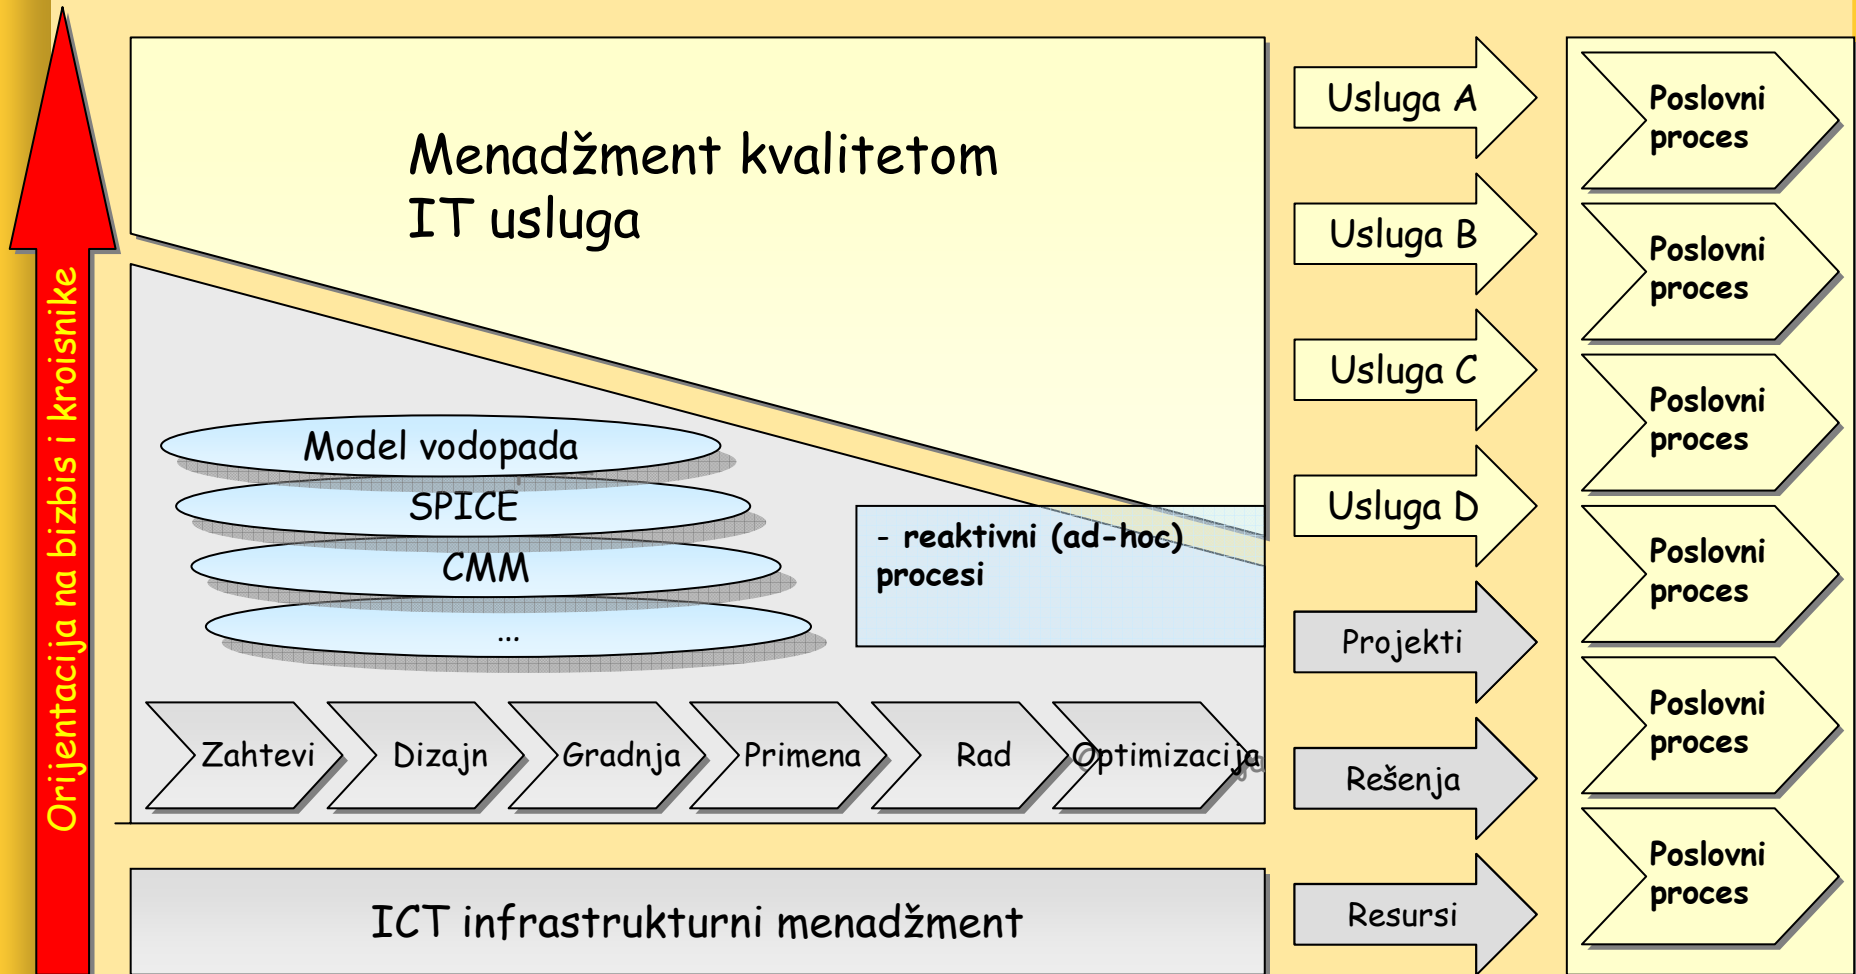 Orijentacija na bizbis i kroisnike
Menadžment kvalitetom
IT usluga
Model vodopada
SPICE
CMM
...
- reaktivni (ad-hoc)
procesi
Zahtevi
Dizajn
Gradnja
Primena
Rad
Optimizacija
ICT infrastrukturni menadžment
Usluga A
Usluga B
Usluga C
Usluga D
Projekti
Rešenja
Resursi
Poslovni
proces
Poslovni
proces
Poslovni
proces
Poslovni
proces
Poslovni
proces
Poslovni
proces